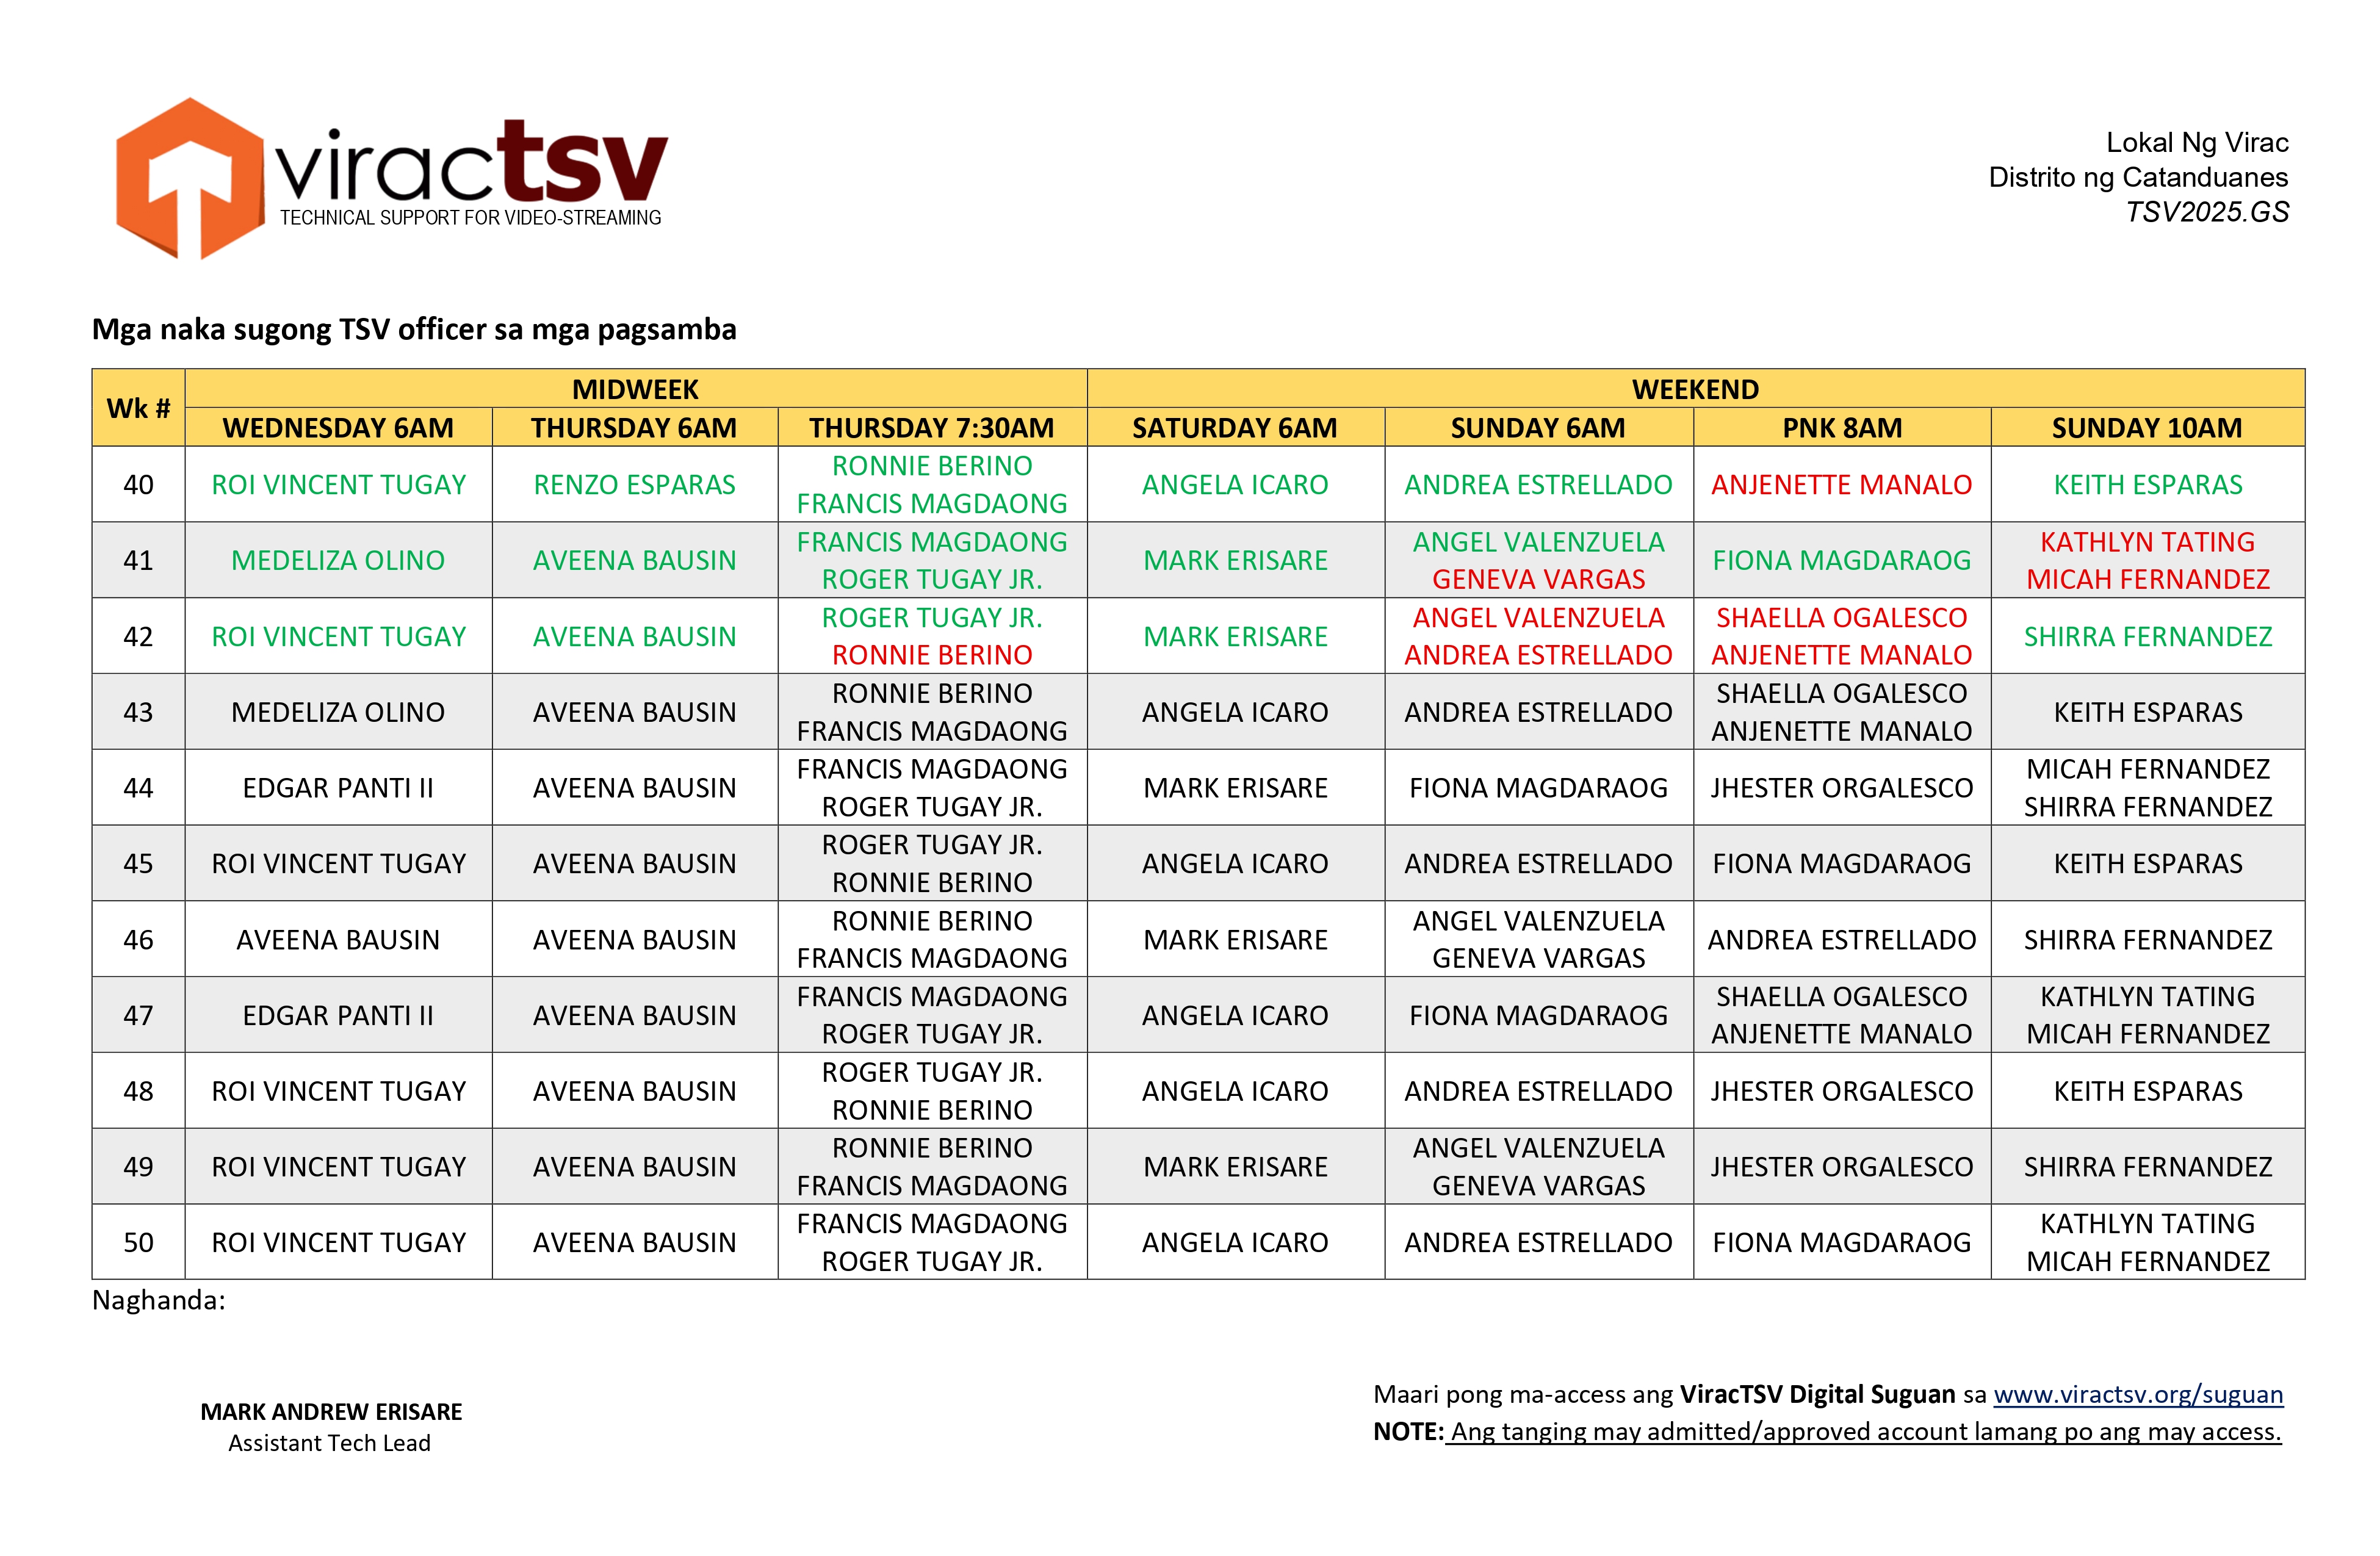 viractsv
TECHNICAL SUPPORT FOR VIDEO-STREAMING
Lokal Ng Virac
Distrito ng Catanduanes
TSV2025.GS
Mga naka sugong TSV officer sa mga pagsamba
Wk # MIDWEEK WEEKEND
WEDNESDAY 6AM THURSDAY 6AM THURSDAY 7:30AM SATURDAY 6AM SUNDAY 6AM PNK 8AM SUNDAY 10AM
40 ROI VINCENT TUGAY RENZO ESPARAS RONNIE BERINO FRANCIS MAGDAONG ANGELA ICARO ANDREA ESTRELLADO ANJENETTE MANALO KEITH ESPARAS
41 MEDELIZA OLINO AVEENA BAUSIN FRANCIS MAGDAONG ROGER TUGAY JR. MARK ERISARE ANGEL VALENZUELA GENEVA VARGAS FIONA MAGDARAOG KATHLYN TATING MICAH FERNANDEZ
42 ROI VINCENT TUGAY AVEENA BAUSIN ROGER TUGAY JR. RONNIE BERINO MARK ERISARE ANGEL VALENZUELA ANDREA ESTRELLADO SHAELLA OGALESCO ANJENETTE MANALO SHIRRA FERNANDEZ
43 MEDELIZA OLINO AVEENA BAUSIN RONNIE BERINO FRANCIS MAGDAONG ANGELA ICARO ANDREA ESTRELLADO SHAELLA OGALESCO ANJENETTE MANALO KEITH ESPARAS
44 EDGAR PANTI II AVEENA BAUSIN FRANCIS MAGDAONG ROGER TUGAY JR. MARK ERISARE FIONA MAGDARAOG JHESTER ORGALESCO MICAH FERNANDEZ SHIRRA FERNANDEZ
45 ROI VINCENT TUGAY AVEENA BAUSIN ROGER TUGAY JR. RONNIE BERINO ANGELA ICARO ANDREA ESTRELLADO FIONA MAGDARAOG KEITH ESPARAS
46 AVEENA BAUSIN AVEENA BAUSIN RONNIE BERINO FRANCIS MAGDAONG MARK ERISARE ANGEL VALENZUELA GENEVA VARGAS ANDREA ESTRELLADO SHIRRA FERNANDEZ
47 EDGAR PANTI II AVEENA BAUSIN FRANCIS MAGDAONG ROGER TUGAY JR. ANGELA ICARO FIONA MAGDARAOG SHAELLA OGALESCO ANJENETTE MANALO KATHLYN TATING MICAH FERNANDEZ
48 ROI VINCENT TUGAY AVEENA BAUSIN ROGER TUGAY JR. RONNIE BERINO ANGELA ICARO ANDREA ESTRELLADO JHESTER ORGALESCO KEITH ESPARAS
49 ROI VINCENT TUGAY AVEENA BAUSIN RONNIE BERINO FRANCIS MAGDAONG MARK ERISARE ANGEL VALENZUELA GENEVA VARGAS JHESTER ORGALESCO SHIRRA FERNANDEZ
50 ROI VINCENT TUGAY AVEENA BAUSIN FRANCIS MAGDAONG ROGER TUGAY JR. ANGELA ICARO ANDREA ESTRELLADO FIONA MAGDARAOG KATHLYN TATING MICAH FERNANDEZ
Naghanda:
MARK ANDREW ERISARE
Assistant Tech Lead
Maari pong ma-access ang ViracTSV Digital Suguan sa www.viractsv.org/suguan
NOTE: Ang tanging may admitted/approved account lamang po ang may access.